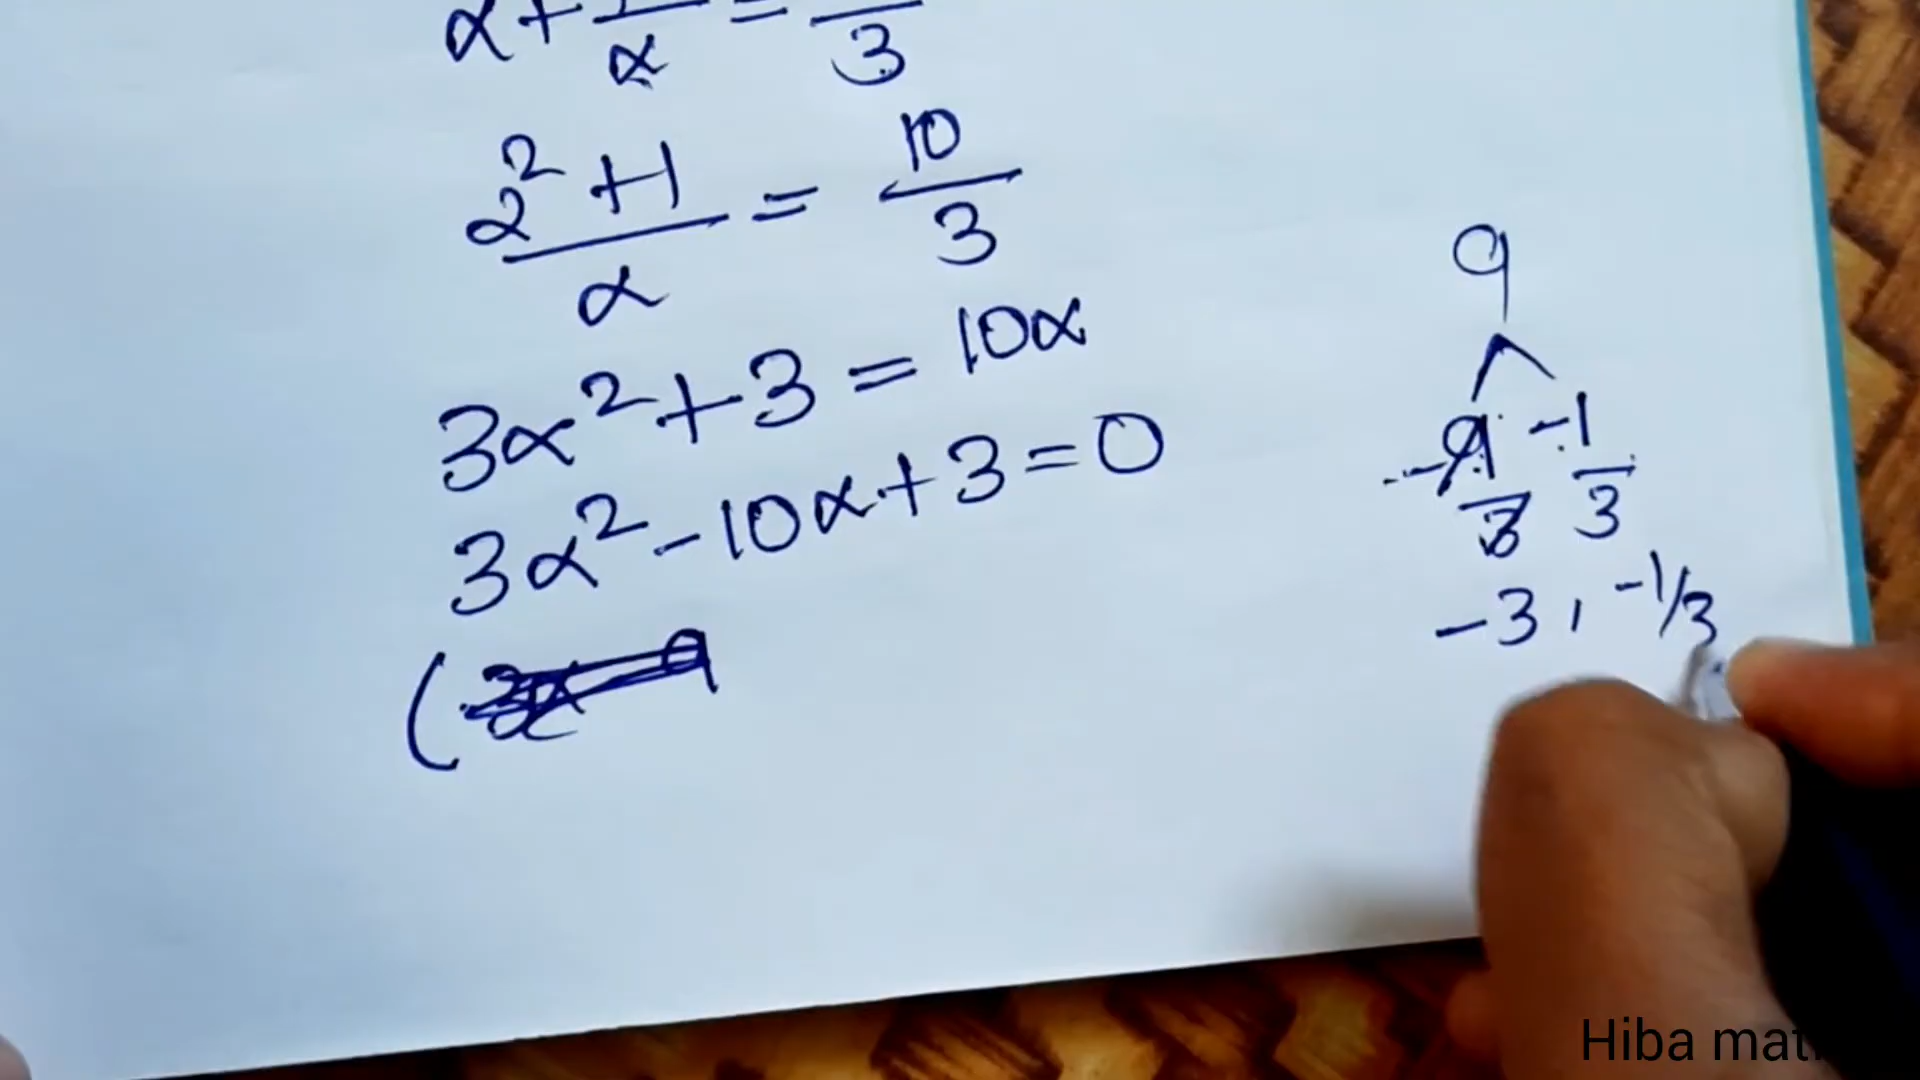 α + 1/α = /3
α² + 1 / α = 10/3
3α² + 3 = 10α
3α² - 10α + 3 = 0
(
9
-9/3 -1/3
-3, -1/3
Hiba mat